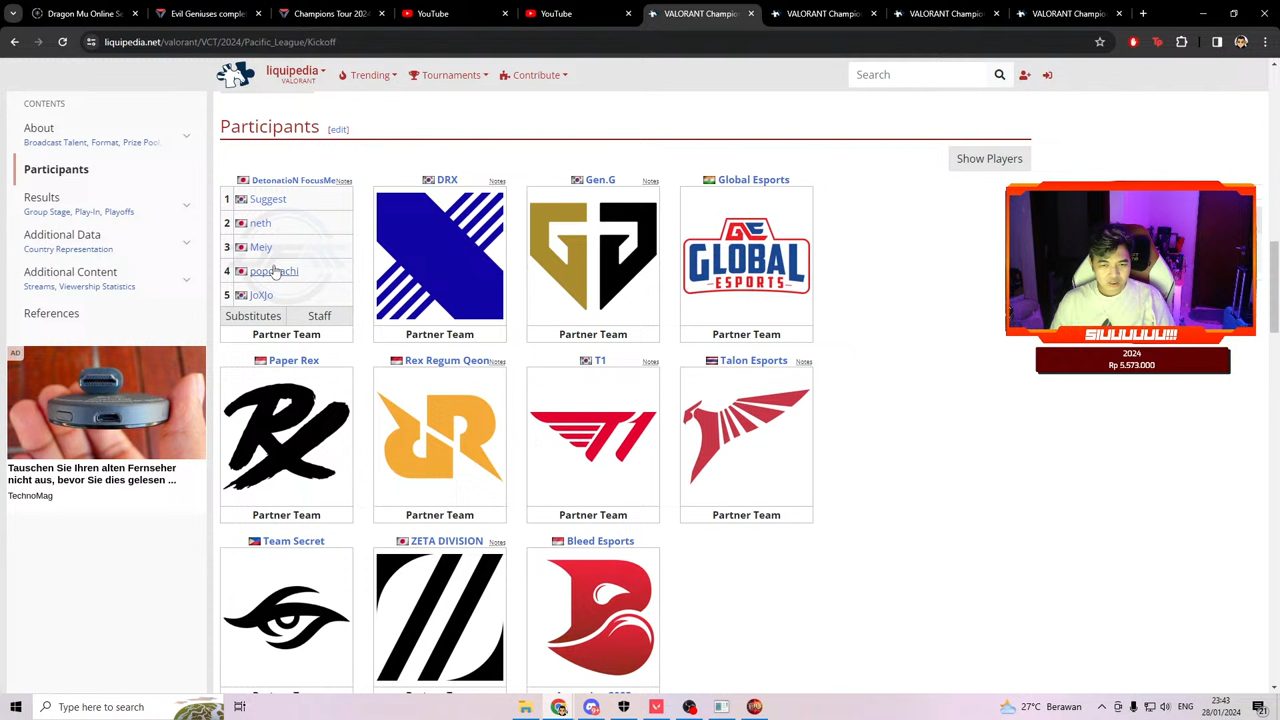 Dragon Mu Online Se
Evil Geniuses comple
Champions Tour 2024
YouTube
YouTube
VALORANT Champio
VALORANT Champio
VALORANT Champio
VALORANT Champio
liquipedia.net/valorant/VCT/2024/Pacific_League/Kickoff
liquipedia
VALORANT
Trending
Tournaments
Contribute
Search
CONTENTS
About
Broadcast Talent, Format, Prize Pool,
Participants
Results
Group Stage, Play-In, Playoffs
Additional Data
Country Representation
Additional Content
Streams, Viewership Statistics
References
AD
Tauschen Sie Ihren alten Fernseher
nicht aus, bevor Sie dies gelesen ...
TechnoMag
Participants [edit]
Show Players
DetonatioN FocusMe Notes
1 Suggest
2 neth
3 Meiy
4
5 JoXJo
Substitutes Staff
Partner Team
DRX Notes
Partner Team
Gen.G Notes
Partner Team
Global Esports
GE
GLOBAL
ESPORTS
Partner Team
Paper Rex
Partner Team
Rex Regum Qeon Notes
Partner Team
T1
T1
Partner Team
Talon Esports Notes
Partner Team
Team Secret
ZETA DIVISION Notes
Bleed Esports
SIUUUUUU!!!
2024
Rp 5.573.000
Type here to search
27°C Berawan
ENG
23:43
28/01/2024
21